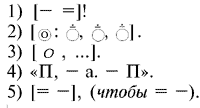 1) [– =]!
2) [⊙: ȯ, ȯ, ȯ].
3) [О, ...].
4) «П, – а. – П».
5) [= –], (чтобы = –).